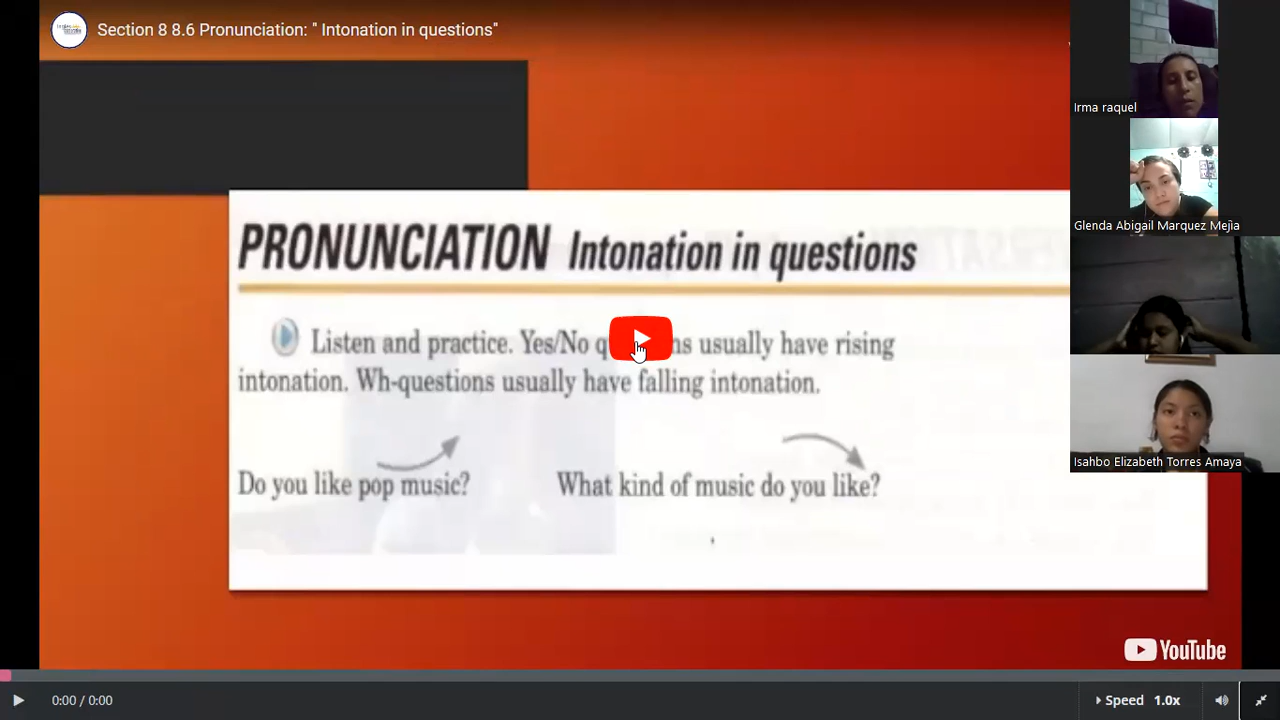 Section 8 8.6 Pronunciation: " Intonation in questions"
Irma raquel
Glenda Abigail Marquez Mejìa
PRONUNCIATION Intonation in questions
Listen and practice. Yes/No q ns usually have rising
intonation. Wh-questions usually have falling intonation.
Do you like pop music? What kind of music do you like?
Isahbo Elizabeth Torres Amaya
YouTube
0:00 / 0:00
Speed 1.0x